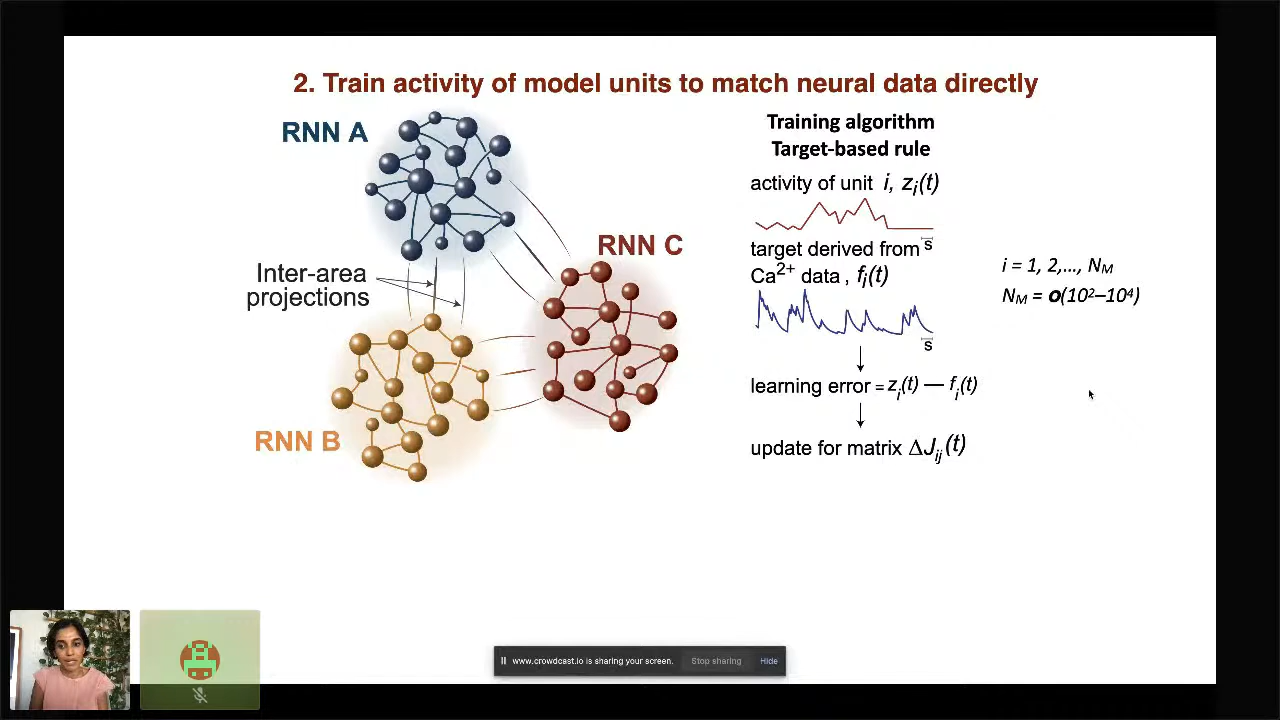 2. Train activity of model units to match neural data directly
RNN A
RNN C
Inter-area
projections
RNN B
Training algorithm
Target-based rule
activity of unit i, zᵢ(t)
s
target derived from
Ca²⁺ data , fᵢ(t)
s
learning error = zᵢ(t) — fᵢ(t)
update for matrix ΔJᵢⱼ(t)
i = 1, 2,..., N_M
N_M = o(10²–10⁴)
www.crowdcast.io is sharing your screen.
Stop sharing
Hide